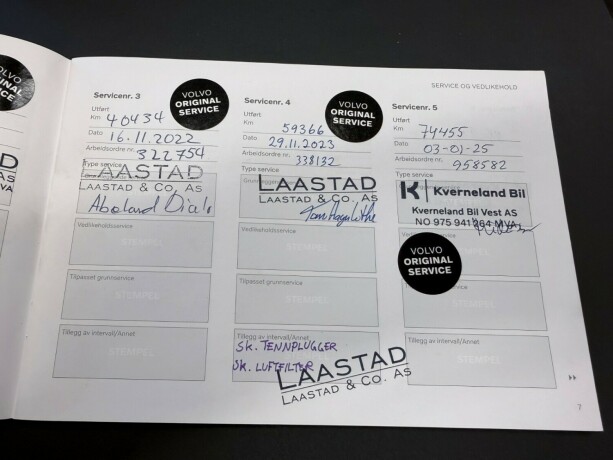 VOLVO
ORIGINAL
SERVICE
SERVICE OG VEDLIKEHOLD
Servicenr. 3
VOLVO
ORIGINAL
SERVICE
Utført
Km 40434
Dato 16.11.2022
Arbeidsordre nr. 322754
Type service
LAASTAD
LAASTAD & CO. AS
Vedlikeholdsservice
STEMPEL
Tilpasset grunnservice
STEMPEL
Tillegg av intervall/Annet
STEMPEL
Servicenr. 4
VOLVO
ORIGINAL
SERVICE
Utført
Km 59366
Dato 29.11.2023
Arbeidsordre nr. 338132
Type service
LAASTAD
LAASTAD & CO. AS
Vedlikeholdsservice
STEMPEL
Tilpasset grunnservice
STEMPEL
Tillegg av intervall/Annet
SK. TENNPLUGGER
SK. LUFTFILTER
LAASTAD
LAASTAD & CO. AS
Servicenr. 5
Utført
Km 74455
Dato 03-01-25
Arbeidsordre nr. 958582
Type service
Kverneland Bil
Kverneland Bil Vest AS
NO 975 941 264 MVA
VOLVO
ORIGINAL
SERVICE
STEMPEL
Tillegg av intervall/Annet
STEMPEL
7